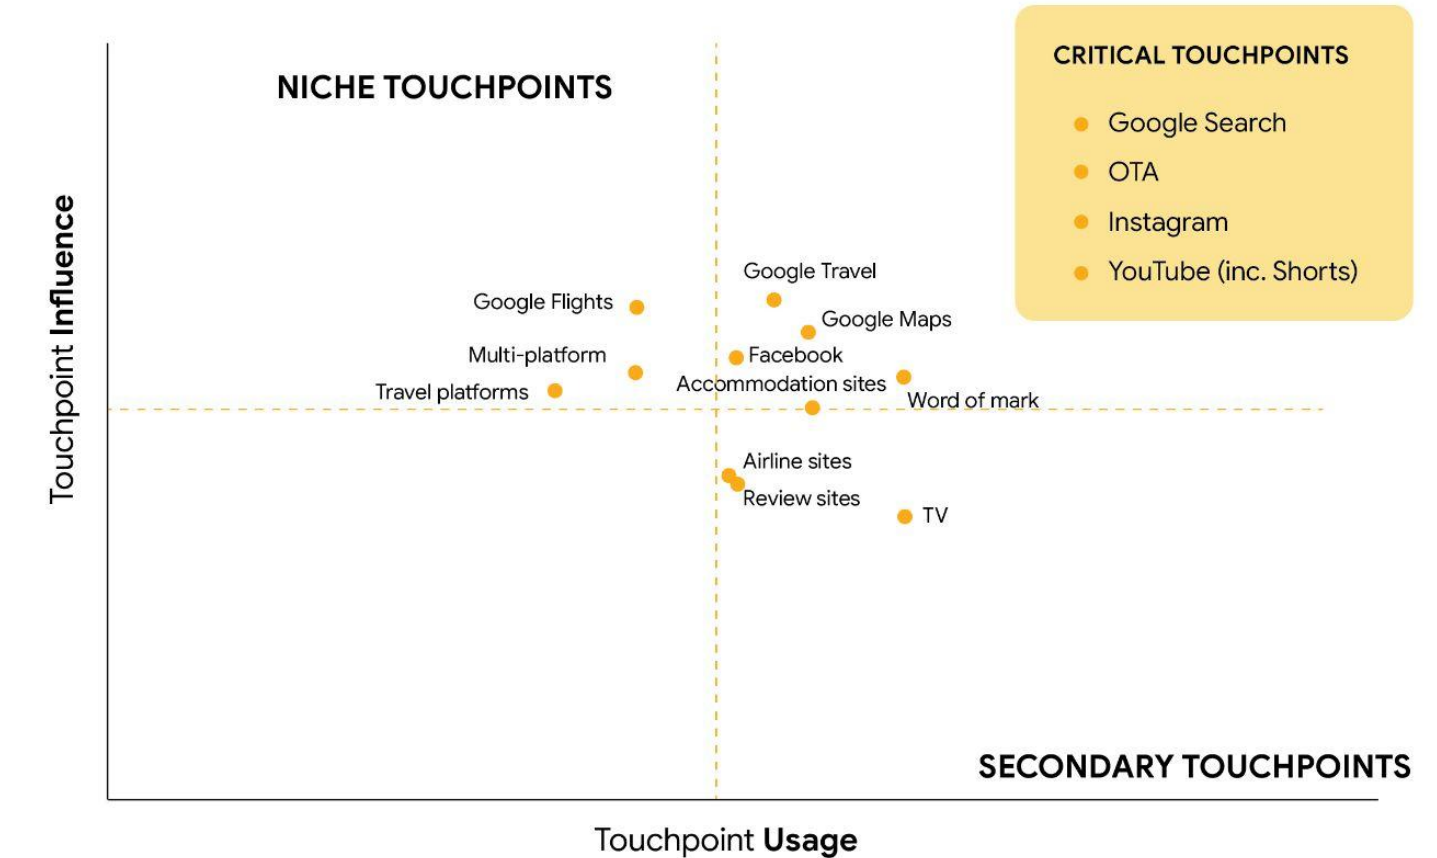 CRITICAL TOUCHPOINTS
Google Search
OTA
Instagram
YouTube (inc. Shorts)
NICHE TOUCHPOINTS
Touchpoint Influence
Google Travel
Google Flights
Google Maps
Multi-platform
Facebook
Travel platforms
Accommodation sites
Word of mark
Airline sites
Review sites
TV
SECONDARY TOUCHPOINTS
Touchpoint Usage